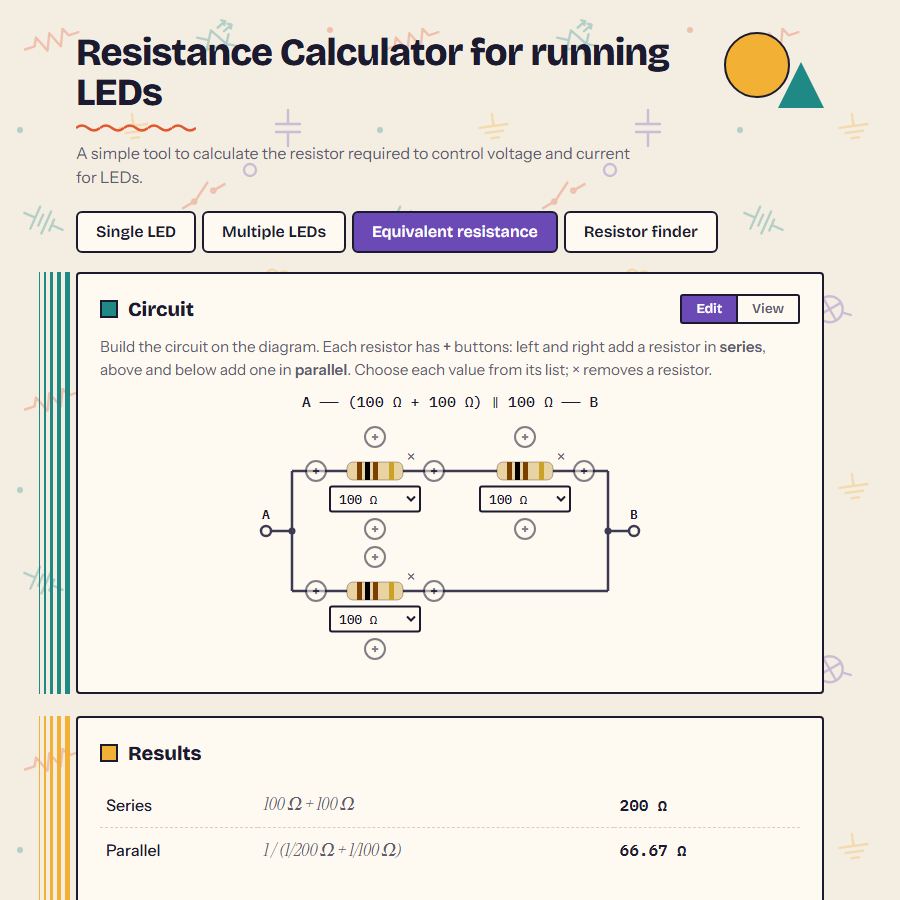 Resistance Calculator for running
LEDs
A simple tool to calculate the resistor required to control voltage and current
for LEDs.
Single LED Multiple LEDs Equivalent resistance Resistor finder
Circuit Edit View
Build the circuit on the diagram. Each resistor has + buttons: left and right add a resistor in series,
above and below add one in parallel. Choose each value from its list; × removes a resistor.
A — (100 Ω + 100 Ω) ∥ 100 Ω — B
+ +
× ×
+ + +
100 Ω 100 Ω
A B
+ +
+
×
+ +
100 Ω
+
Results
Series 100 Ω + 100 Ω 200 Ω
Parallel 1 / (1/200 Ω + 1/100 Ω) 66.67 Ω